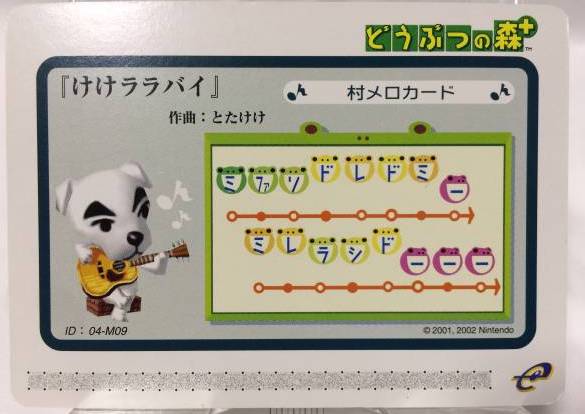 どうぶつの森+™
『けけララバイ』
村メロカード
作曲：とたけけ
ミファソドレドミー
ミレラシドーーー
ID：04-M09
© 2001, 2002 Nintendo
e